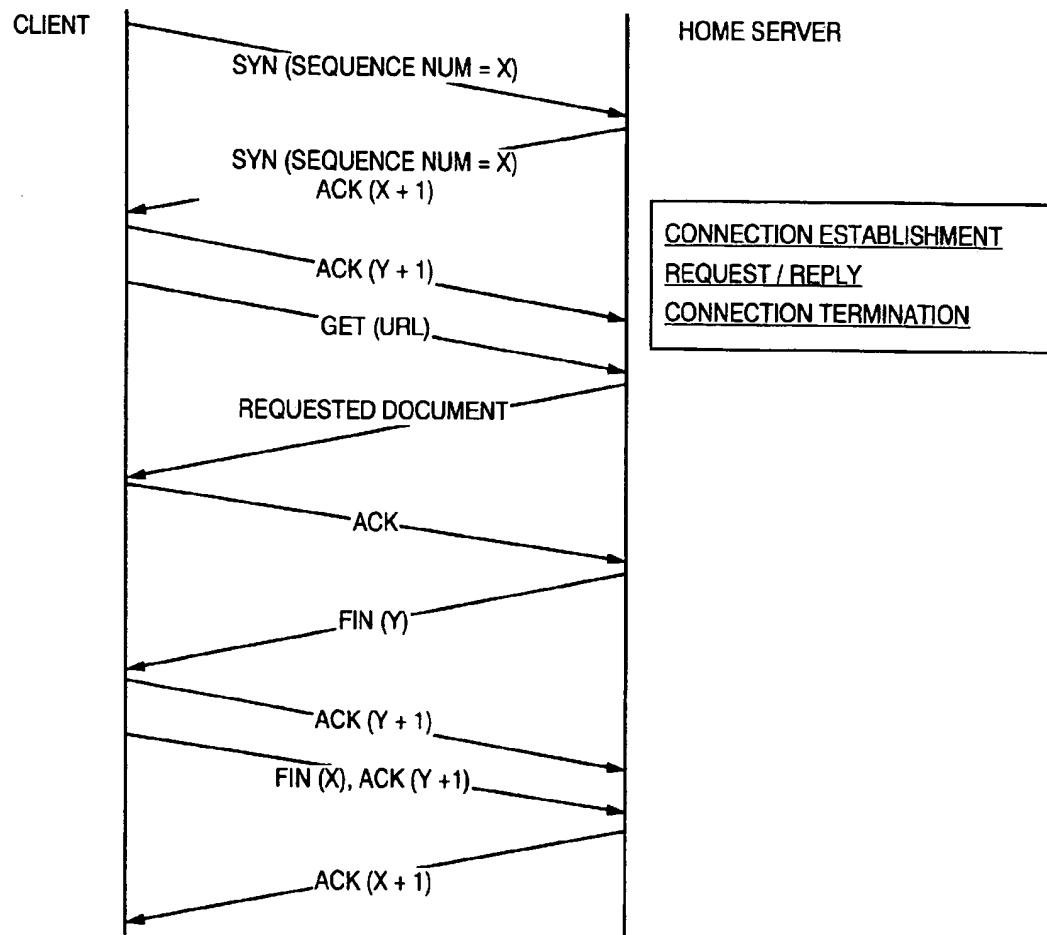 CLIENT
HOME SERVER
SYN (SEQUENCE NUM = X)
SYN (SEQUENCE NUM = X)
ACK (X + 1)
CONNECTION ESTABLISHMENT
REQUEST / REPLY
CONNECTION TERMINATION
ACK (Y + 1)
GET (URL)
REQUESTED DOCUMENT
ACK
FIN (Y)
ACK (Y + 1)
FIN (X), ACK (Y +1)
ACK (X + 1)